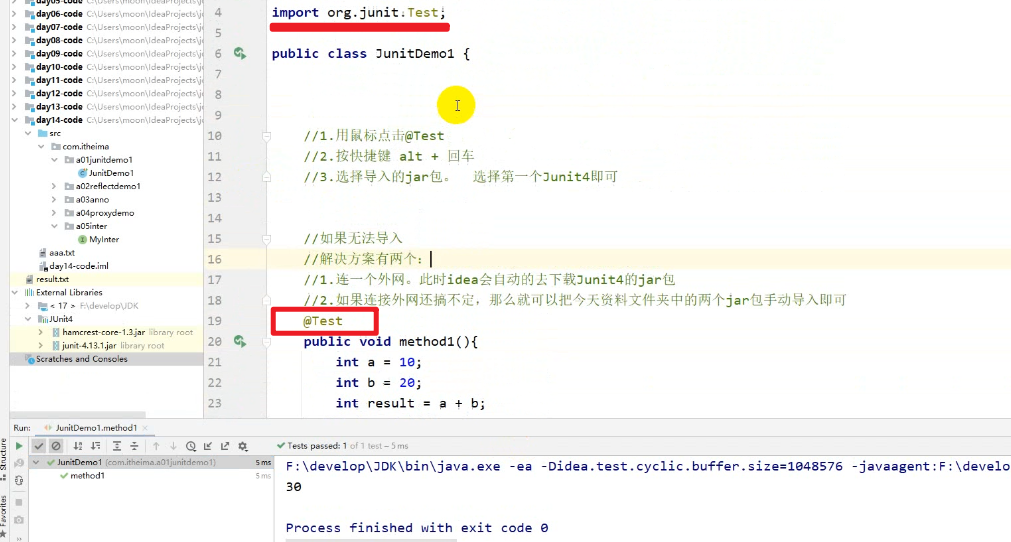 day05-code C:\Users\moon\IdeaProjects\j
day06-code C:\Users\moon\IdeaProjects\j
day07-code C:\Users\moon\IdeaProjects\j
day08-code C:\Users\moon\IdeaProjects\j
day09-code C:\Users\moon\IdeaProjects\j
day10-code C:\Users\moon\IdeaProjects\j
day11-code C:\Users\moon\IdeaProjects\j
day12-code C:\Users\moon\IdeaProjects\j
day13-code C:\Users\moon\IdeaProjects\j
day14-code C:\Users\moon\IdeaProjects\j
src
com.itheima
a01junitdemo1
JunitDemo1
a02reflectdemo1
a03anno
a04proxydemo
a05inter
MyInter
aaa.txt
day14-code.iml
result.txt
External Libraries
< 17 > F:\develop\JDK
JUnit4
hamcrest-core-1.3.jar library root
junit-4.13.1.jar library root
Scratches and Consoles
4 import org.junit.Test;
5
6 public class JunitDemo1 {
7
8
9
10 //1.用鼠标点击@Test
11 //2.按快捷键 alt + 回车
12 //3.选择导入的jar包。 选择第一个Junit4即可
13
14
15 //如果无法导入
16 //解决方案有两个:
17 //1.连一个外网。此时idea会自动的去下载Junit4的jar包
18 //2.如果连接外网还搞不定，那么就可以把今天资料文件夹中的两个jar包手动导入即可
19 @Test
20 public void method1(){
21 int a = 10;
22 int b = 20;
23 int result = a + b;
Run: JunitDemo1.method1 ×
Tests passed: 1 of 1 test – 5 ms
JunitDemo1 (com.itheima.a01junitdemo1) 5 ms
method1 5 ms
F:\develop\JDK\bin\java.exe -ea -Didea.test.cyclic.buffer.size=1048576 -javaagent:F:\develo
30
Process finished with exit code 0
Structure
Favorites